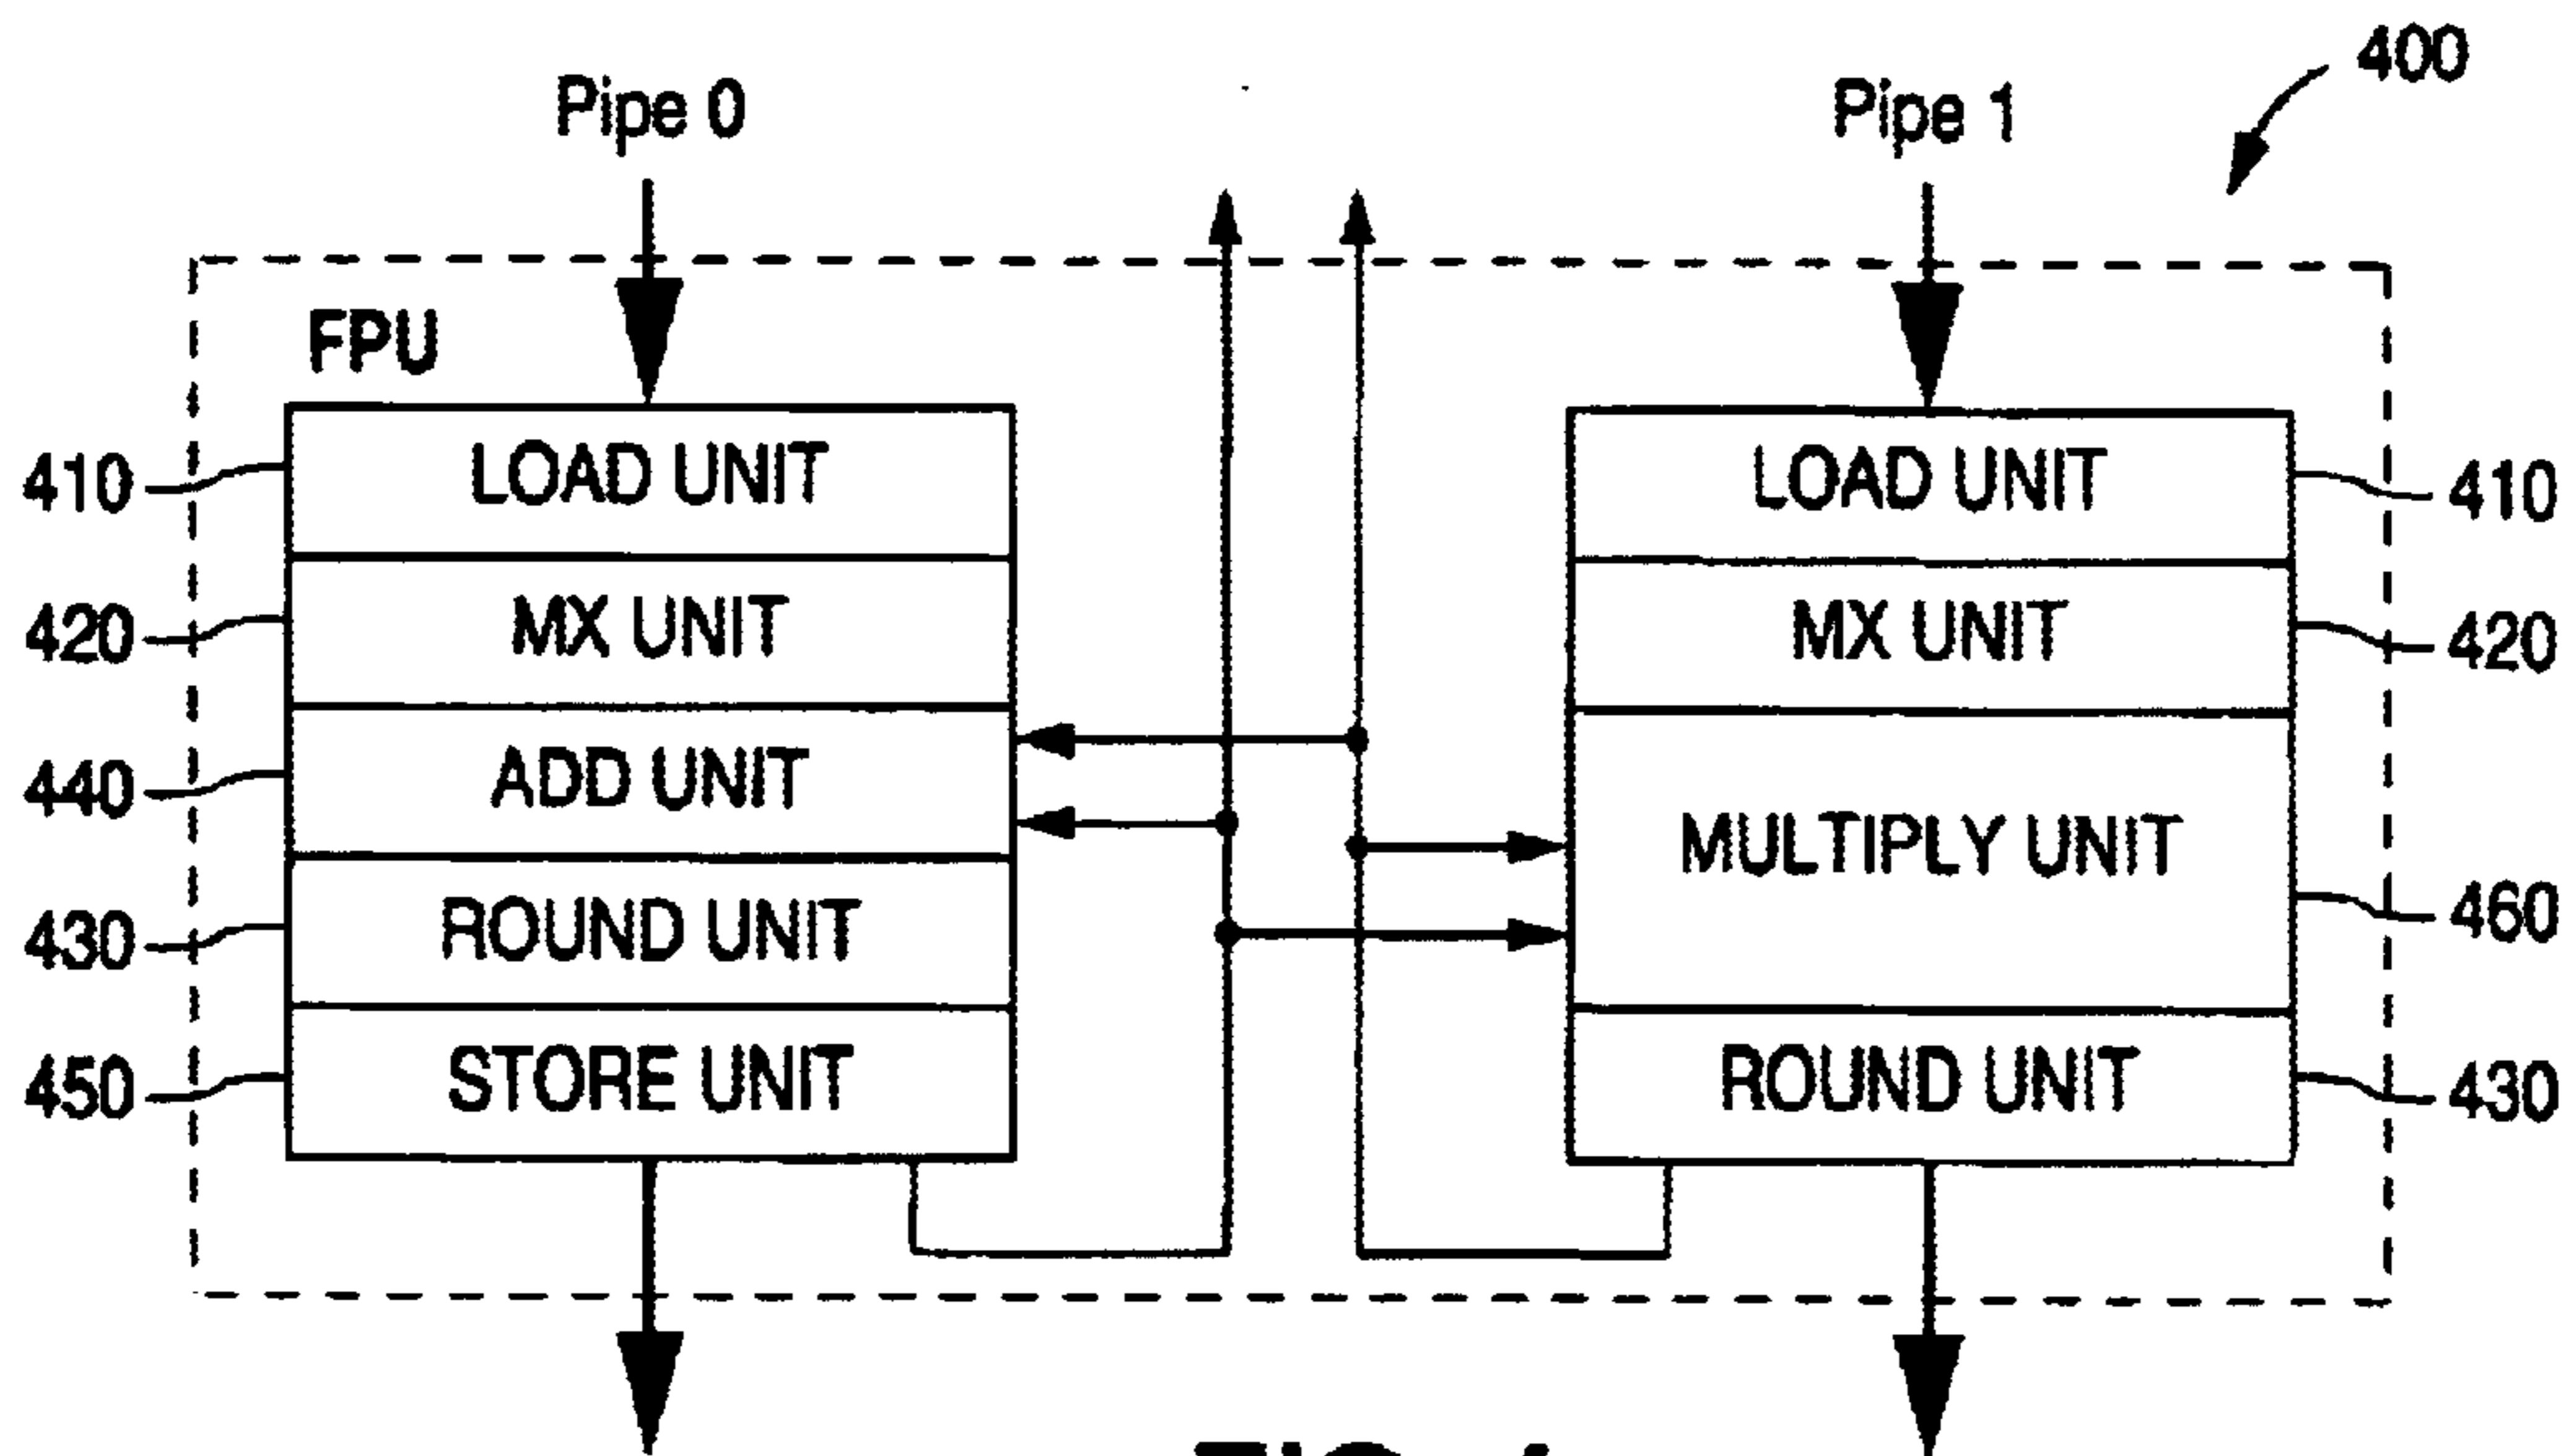 400
Pipe 0
Pipe 1
FPU
410
LOAD UNIT
LOAD UNIT
410
420
MX UNIT
MX UNIT
420
440
ADD UNIT
MULTIPLY UNIT
460
430
ROUND UNIT
450
STORE UNIT
ROUND UNIT
430